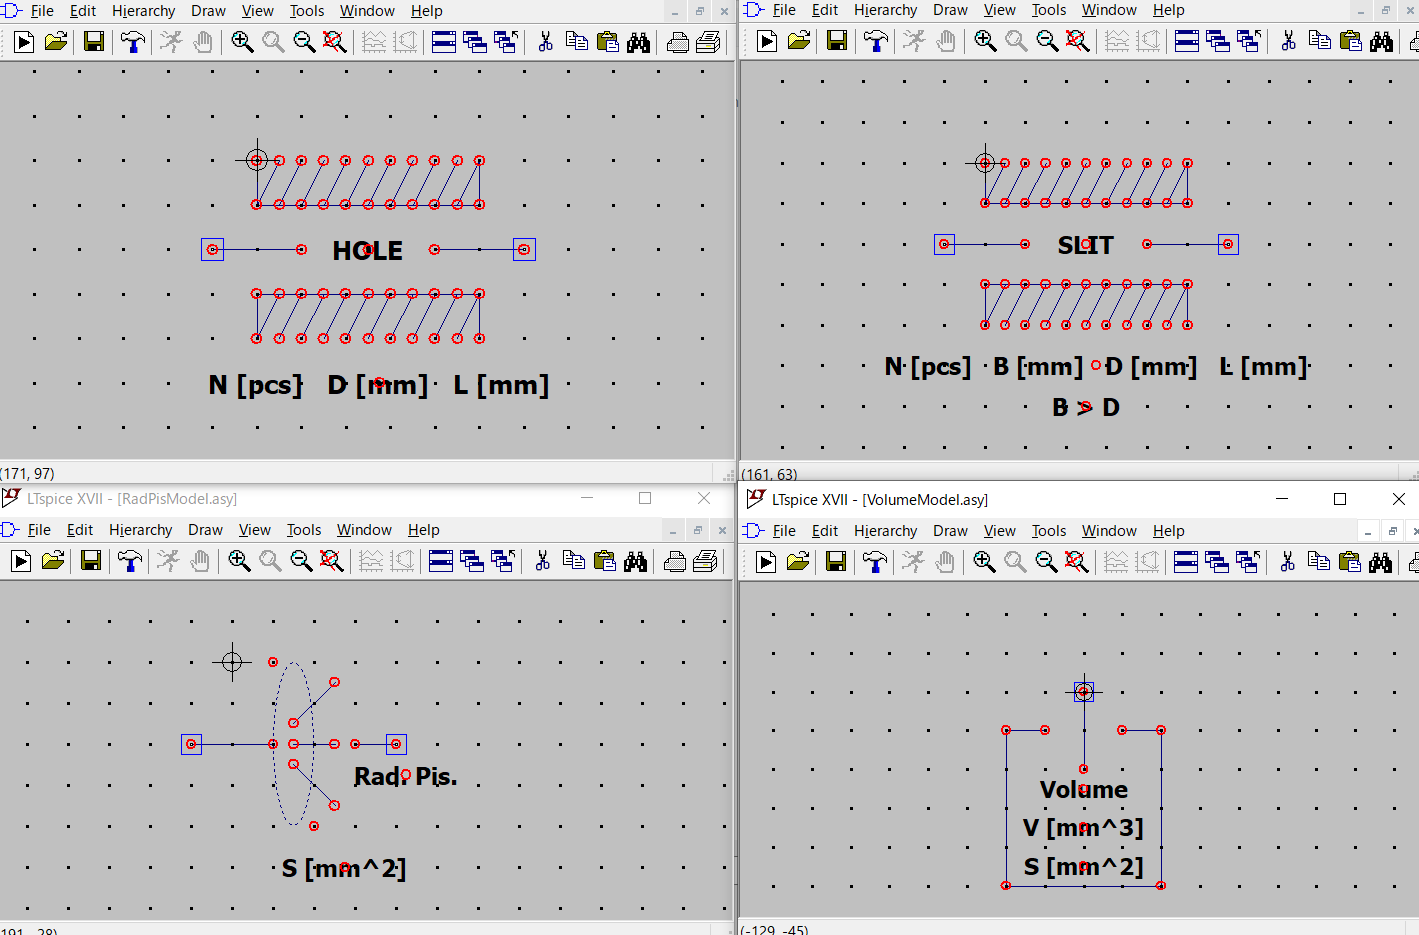 File Edit Hierarchy Draw View Tools Window Help
HOLE
N [pcs] D [mm] L [mm]
(171, 97)
File Edit Hierarchy Draw View Tools Window Help
SLIT
N [pcs] B [mm] D [mm] L [mm]
B > D
(161, 63)
LTspice XVII - [RadPisModel.asy]
File Edit Hierarchy Draw View Tools Window Help
Rad. Pis.
S [mm^2]
191, -28)
LTspice XVII - [VolumeModel.asy]
File Edit Hierarchy Draw View Tools Window Help
Volume
V [mm^3]
S [mm^2]
(-129, -45)